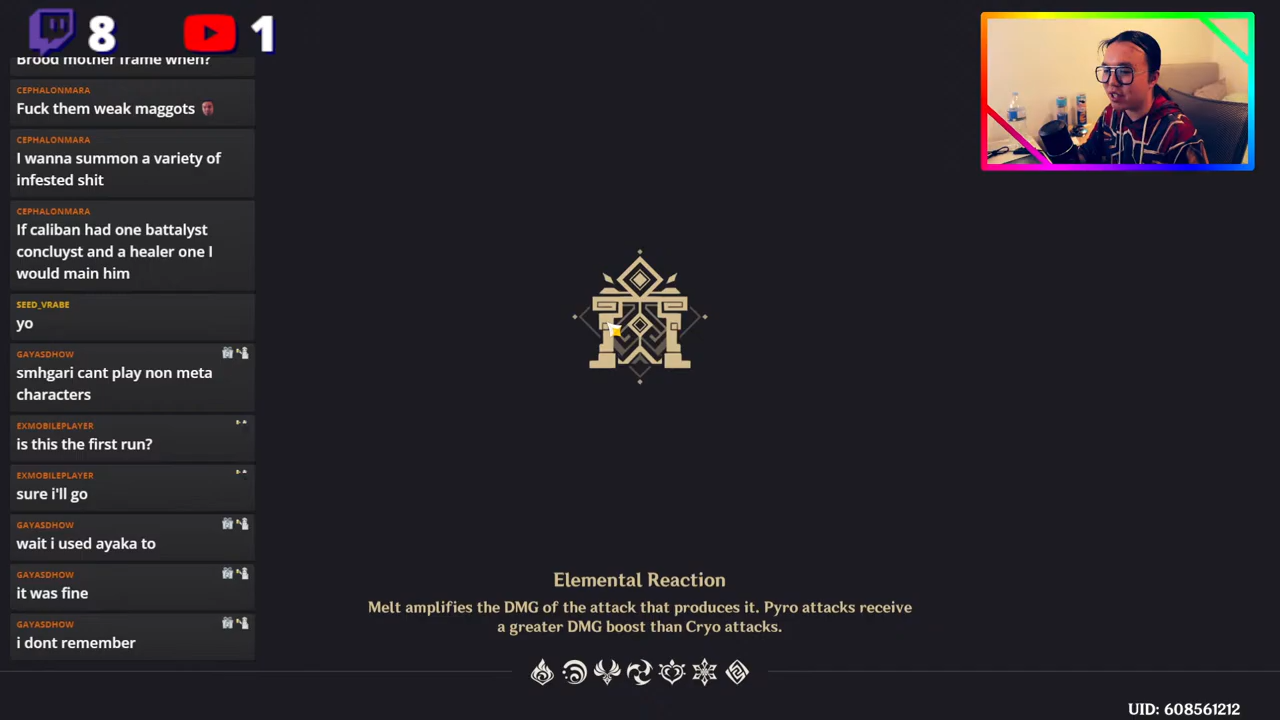 8
1
Brood mother frame when?
CEPHALONMARA
Fuck them weak maggots
CEPHALONMARA
I wanna summon a variety of
infested shit
CEPHALONMARA
If caliban had one battalyst
concluyst and a healer one I
would main him
SEED_VRABE
yo
GAYASDHOW
smhgari cant play non meta
characters
EXMOBILEPLAYER
is this the first run?
EXMOBILEPLAYER
sure i'll go
GAYASDHOW
wait i used ayaka to
GAYASDHOW
it was fine
GAYASDHOW
i dont remember
Elemental Reaction
Melt amplifies the DMG of the attack that produces it. Pyro attacks receive
a greater DMG boost than Cryo attacks.
UID: 608561212